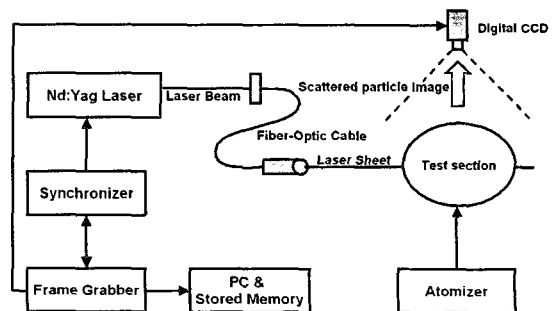 Digital CCD
Nd:Yag Laser
Laser Beam
Scattered particle Image
Fiber-Optic Cable
Laser Sheet
Test section
Synchronizer
Frame Grabber
PC &
Stored Memory
Atomizer